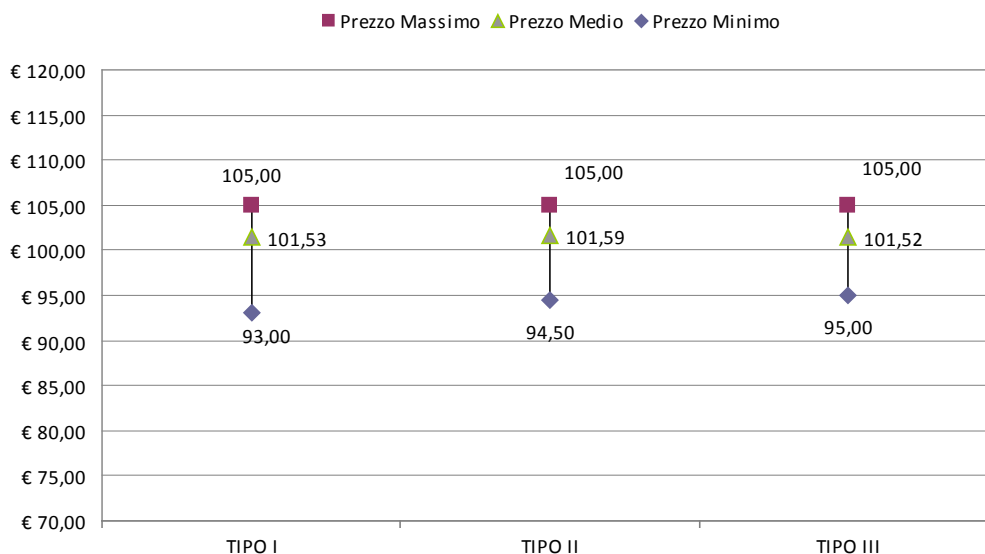 Prezzo Massimo Prezzo Medio Prezzo Minimo
€ 120,00
€ 115,00
€ 110,00
€ 105,00
€ 100,00
€ 95,00
€ 90,00
€ 85,00
€ 80,00
€ 75,00
€ 70,00
105,00 105,00 105,00
101,53 101,59 101,52
93,00 94,50 95,00
TIPO I TIPO II TIPO III